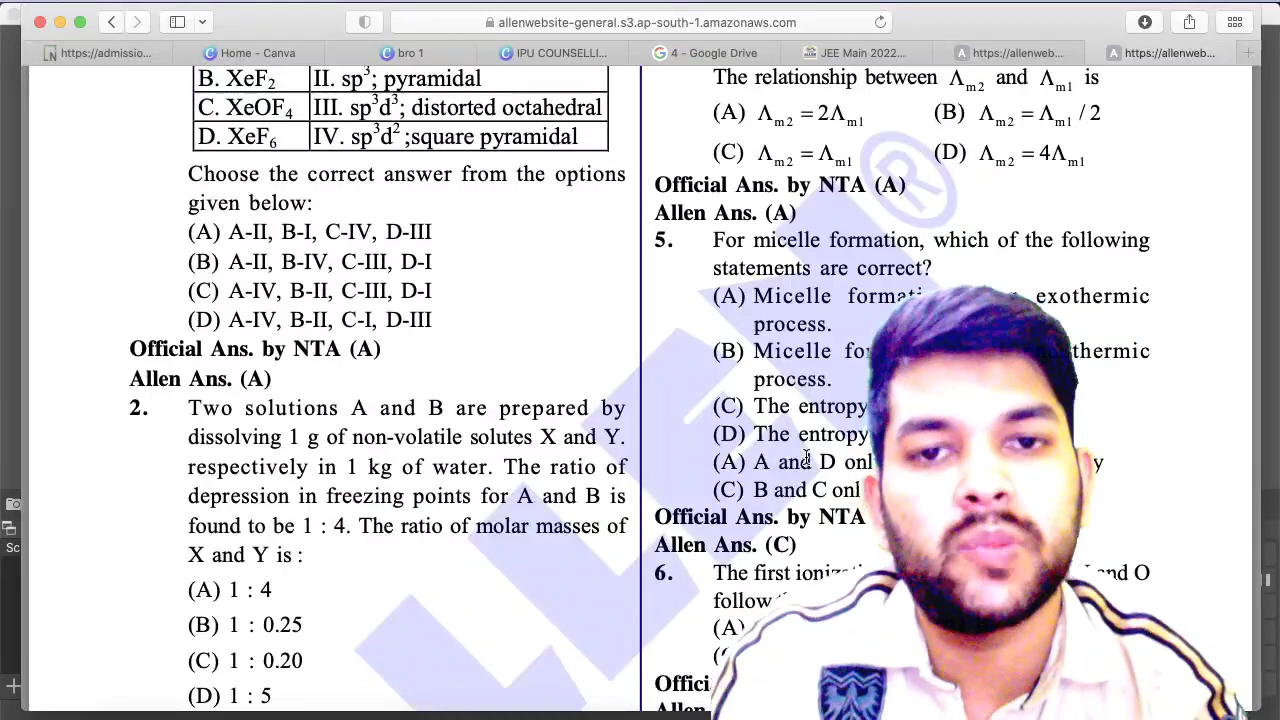 allenwebsite-general.s3.ap-south-1.amazonaws.com
https://admissio...
Home - Canva
bro 1
IPU COUNSELLI...
4 - Google Drive
JEE Main 2022...
https://allenweb...
https://allenweb...
B. XeF2 II. sp3; pyramidal
C. XeOF4 III. sp3d3; distorted octahedral
D. XeF6 IV. sp3d2 ;square pyramidal
Choose the correct answer from the options
given below:
(A) A-II, B-I, C-IV, D-III
(B) A-II, B-IV, C-III, D-I
(C) A-IV, B-II, C-III, D-I
(D) A-IV, B-II, C-I, D-III
Official Ans. by NTA (A)
Allen Ans. (A)
2. Two solutions A and B are prepared by
dissolving 1 g of non-volatile solutes X and Y.
respectively in 1 kg of water. The ratio of
depression in freezing points for A and B is
found to be 1 : 4. The ratio of molar masses of
X and Y is :
(A) 1 : 4
(B) 1 : 0.25
(C) 1 : 0.20
(D) 1 : 5
The relationship between Λm2 and Λm1 is
(A) Λm2 = 2Λm1 (B) Λm2 = Λm1 / 2
(C) Λm2 = Λm1 (D) Λm2 = 4Λm1
Official Ans. by NTA (A)
Allen Ans. (A)
5. For micelle formation, which of the following
statements are correct?
(A) Micelle exothermic
process.
(B) Micelle
process.
(C) The entropy
(D) The entropy
(A) A and D
(C) B and C
Official Ans. by NTA
Allen Ans. (C)
6. The first and O
(A)
Allen
LLEN®
Sc